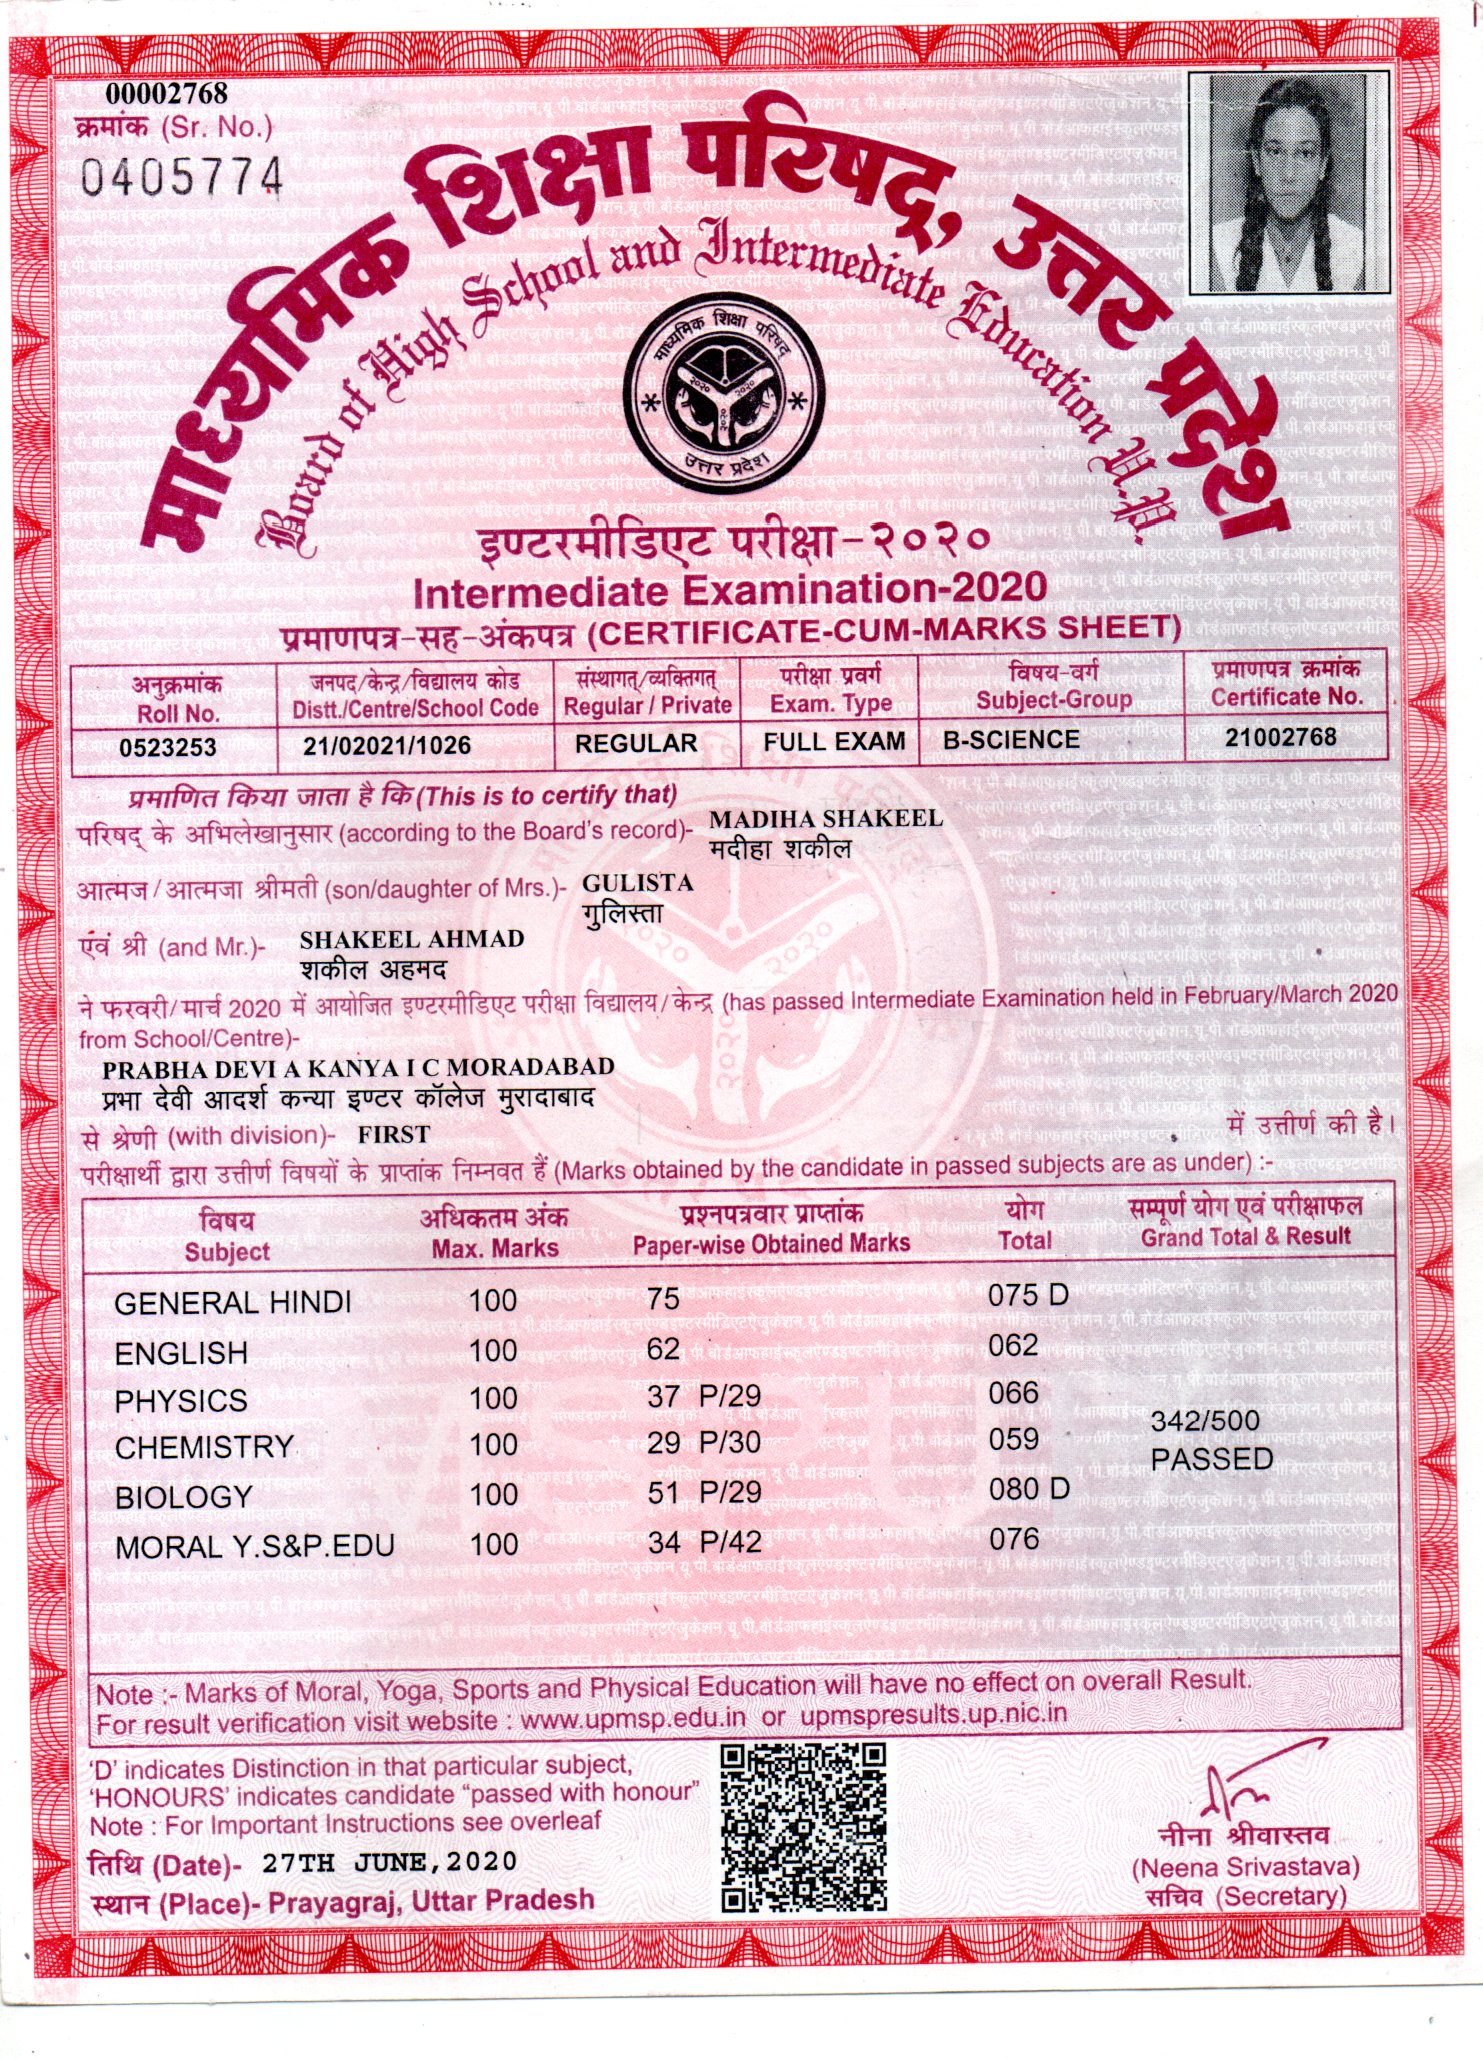 00002768
क्रमांक (Sr. No.)
0405774
माध्यमिक शिक्षा परिषद्, उत्तर प्रदेश
Board of High School and Intermediate Education U.P.
माध्यमिक शिक्षा परिषद्
२०२० २०२०
२०२०
उत्तर प्रदेश
इण्टरमीडिएट परीक्षा-२०२०
Intermediate Examination-2020
प्रमाणपत्र-सह-अंकपत्र (CERTIFICATE-CUM-MARKS SHEET)
अनुक्रमांक जनपद/केन्द्र/विद्यालय कोड संस्थागत्/व्यक्तिगत् परीक्षा प्रवर्ग विषय-वर्ग प्रमाणपत्र क्रमांक
Roll No. Distt./Centre/School Code Regular / Private Exam. Type Subject-Group Certificate No.
0523253 21/02021/1026 REGULAR FULL EXAM B-SCIENCE 21002768
प्रमाणित किया जाता है कि (This is to certify that)
परिषद् के अभिलेखानुसार (according to the Board's record)- MADIHA SHAKEEL
मदीहा शकील
आत्मज/आत्मजा श्रीमती (son/daughter of Mrs.)- GULISTA
गुलिस्ता
एवं श्री (and Mr.)- SHAKEEL AHMAD
शकील अहमद
ने फरवरी/मार्च 2020 में आयोजित इण्टरमीडिएट परीक्षा विद्यालय/केन्द्र (has passed Intermediate Examination held in February/March 2020
from School/Centre)-
PRABHA DEVI A KANYA I C MORADABAD
प्रभा देवी आदर्श कन्या इण्टर कॉलेज मुरादाबाद
से श्रेणी (with division)- FIRST में उत्तीर्ण की है।
परीक्षार्थी द्वारा उत्तीर्ण विषयों के प्राप्तांक निम्नवत हैं (Marks obtained by the candidate in passed subjects are as under) :-
विषय अधिकतम अंक प्रश्नपत्रवार प्राप्तांक योग सम्पूर्ण योग एवं परीक्षाफल
Subject Max. Marks Paper-wise Obtained Marks Total Grand Total & Result
GENERAL HINDI 100 75 075 D
ENGLISH 100 62 062
PHYSICS 100 37 P/29 066
342/500
CHEMISTRY 100 29 P/30 059
PASSED
BIOLOGY 100 51 P/29 080 D
MORAL Y.S&P.EDU 100 34 P/42 076
Note :- Marks of Moral, Yoga, Sports and Physical Education will have no effect on overall Result.
For result verification visit website : www.upmsp.edu.in or upmspresults.up.nic.in
'D' indicates Distinction in that particular subject,
'HONOURS' indicates candidate "passed with honour"
Note : For Important Instructions see overleaf
तिथि (Date)- 27TH JUNE,2020
स्थान (Place)- Prayagraj, Uttar Pradesh
नीना श्रीवास्तव
(Neena Srivastava)
सचिव (Secretary)